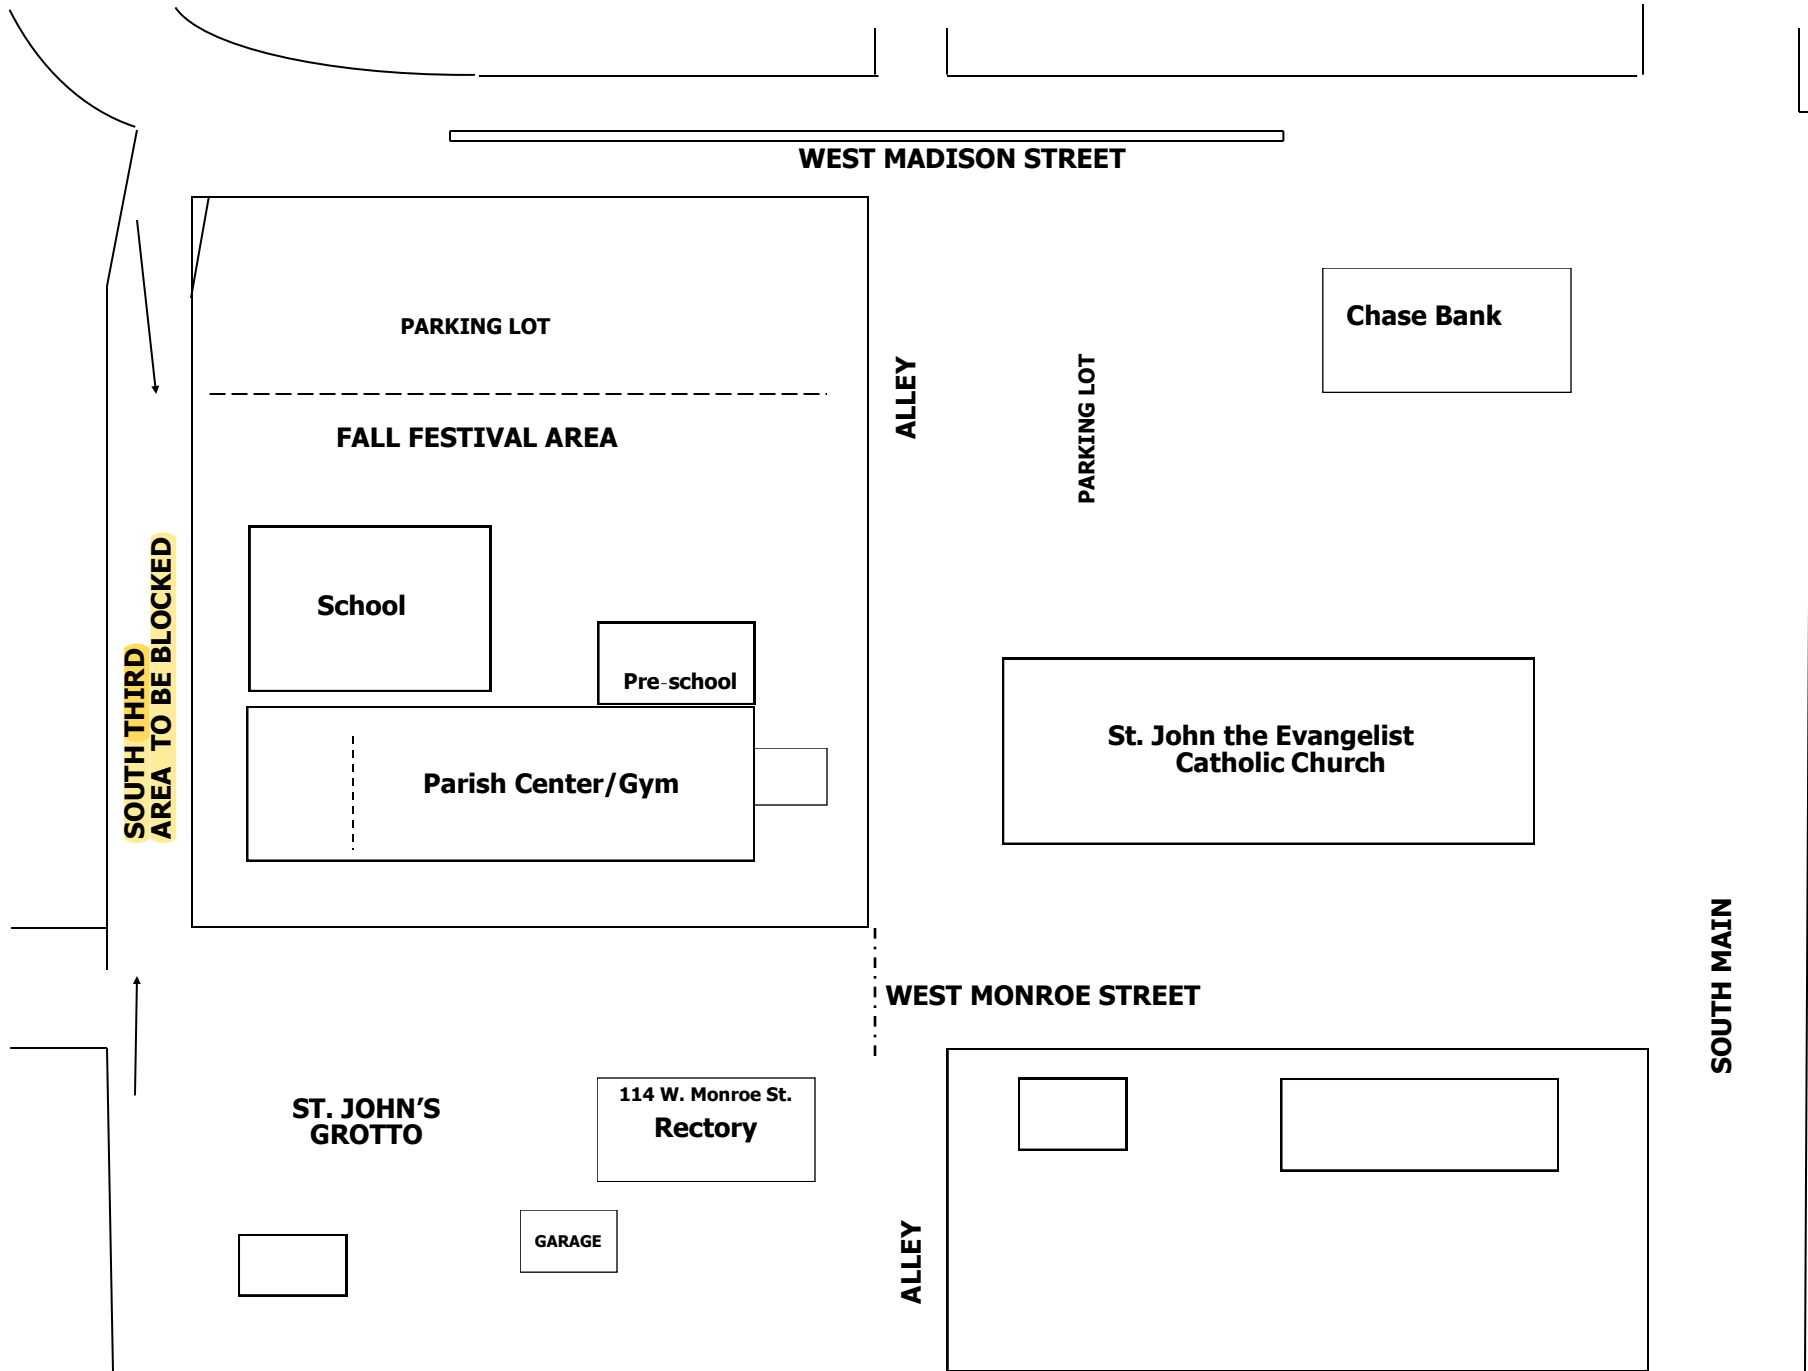 WEST MADISON STREET
PARKING LOT
Chase Bank
ALLEY
PARKING LOT
FALL FESTIVAL AREA
SOUTH THIRD
AREA TO BE BLOCKED
School
Pre-school
Parish Center/Gym
St. John the Evangelist
Catholic Church
SOUTH MAIN
WEST MONROE STREET
ST. JOHN’S
GROTTO
114 W. Monroe St.
Rectory
GARAGE
ALLEY